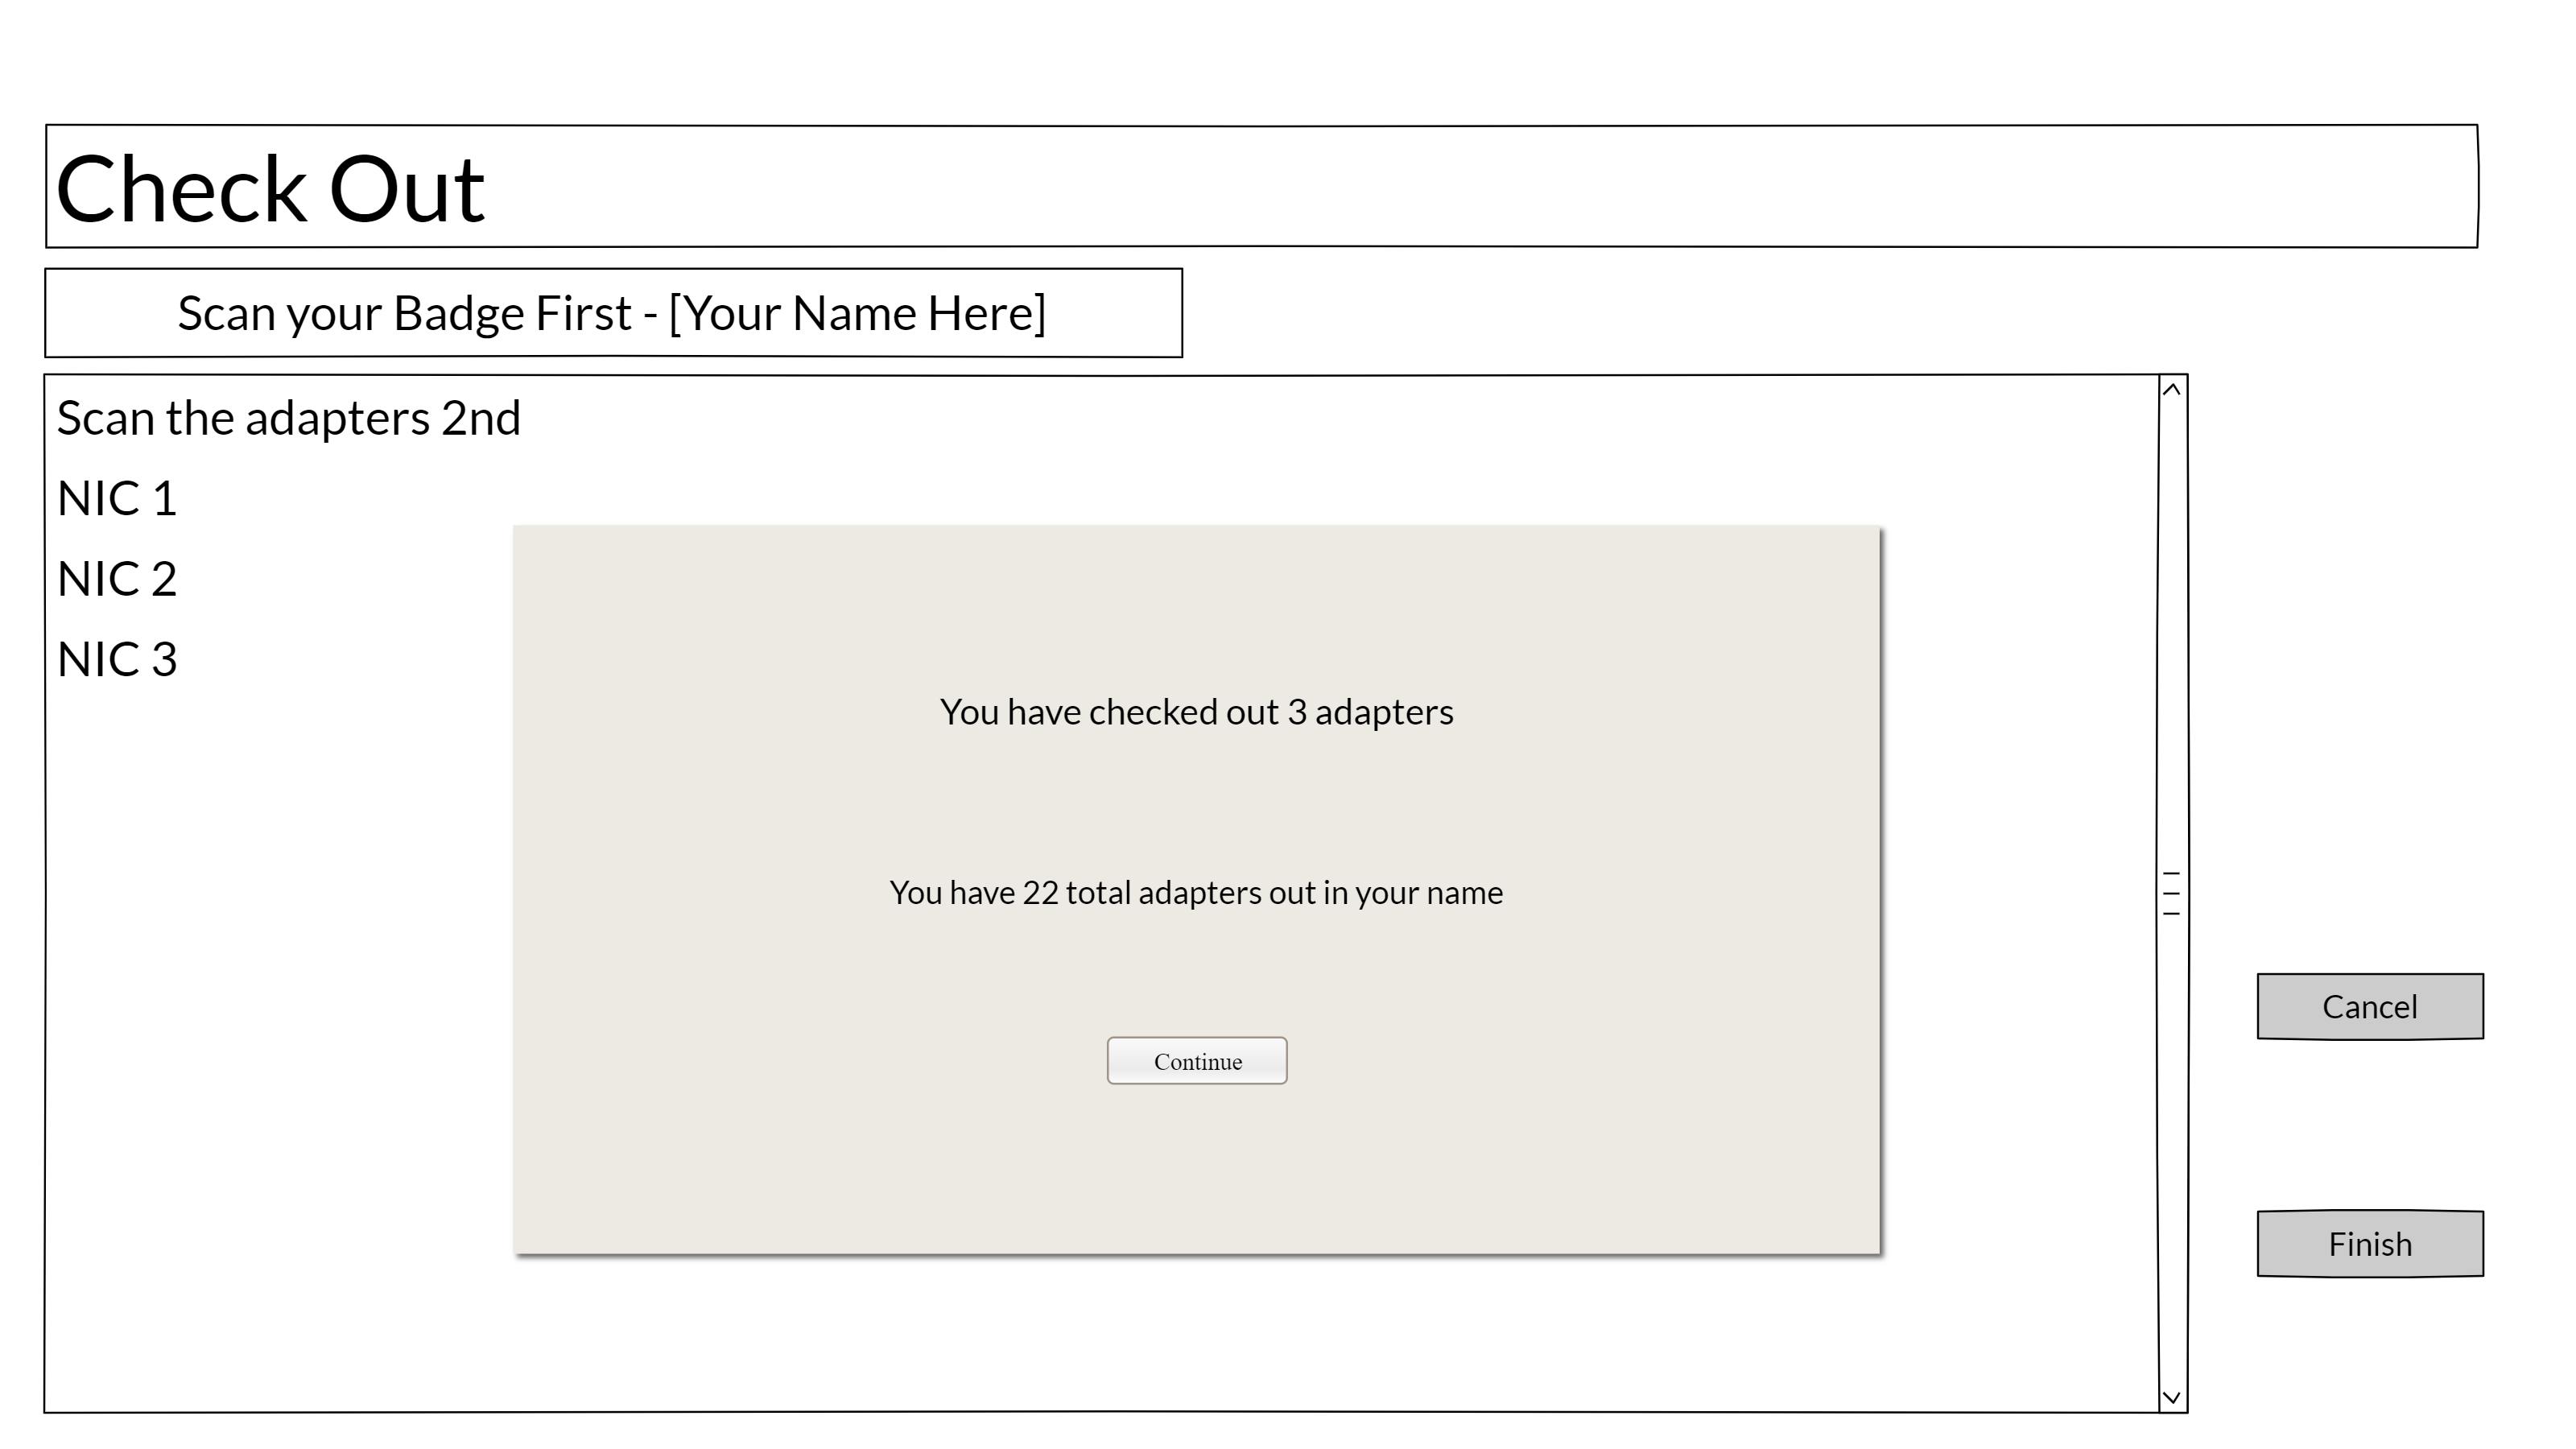 Check Out
Scan your Badge First - [Your Name Here]
Scan the adapters 2nd
NIC 1
NIC 2
NIC 3
You have checked out 3 adapters
You have 22 total adapters out in your name
Continue
Cancel
Finish